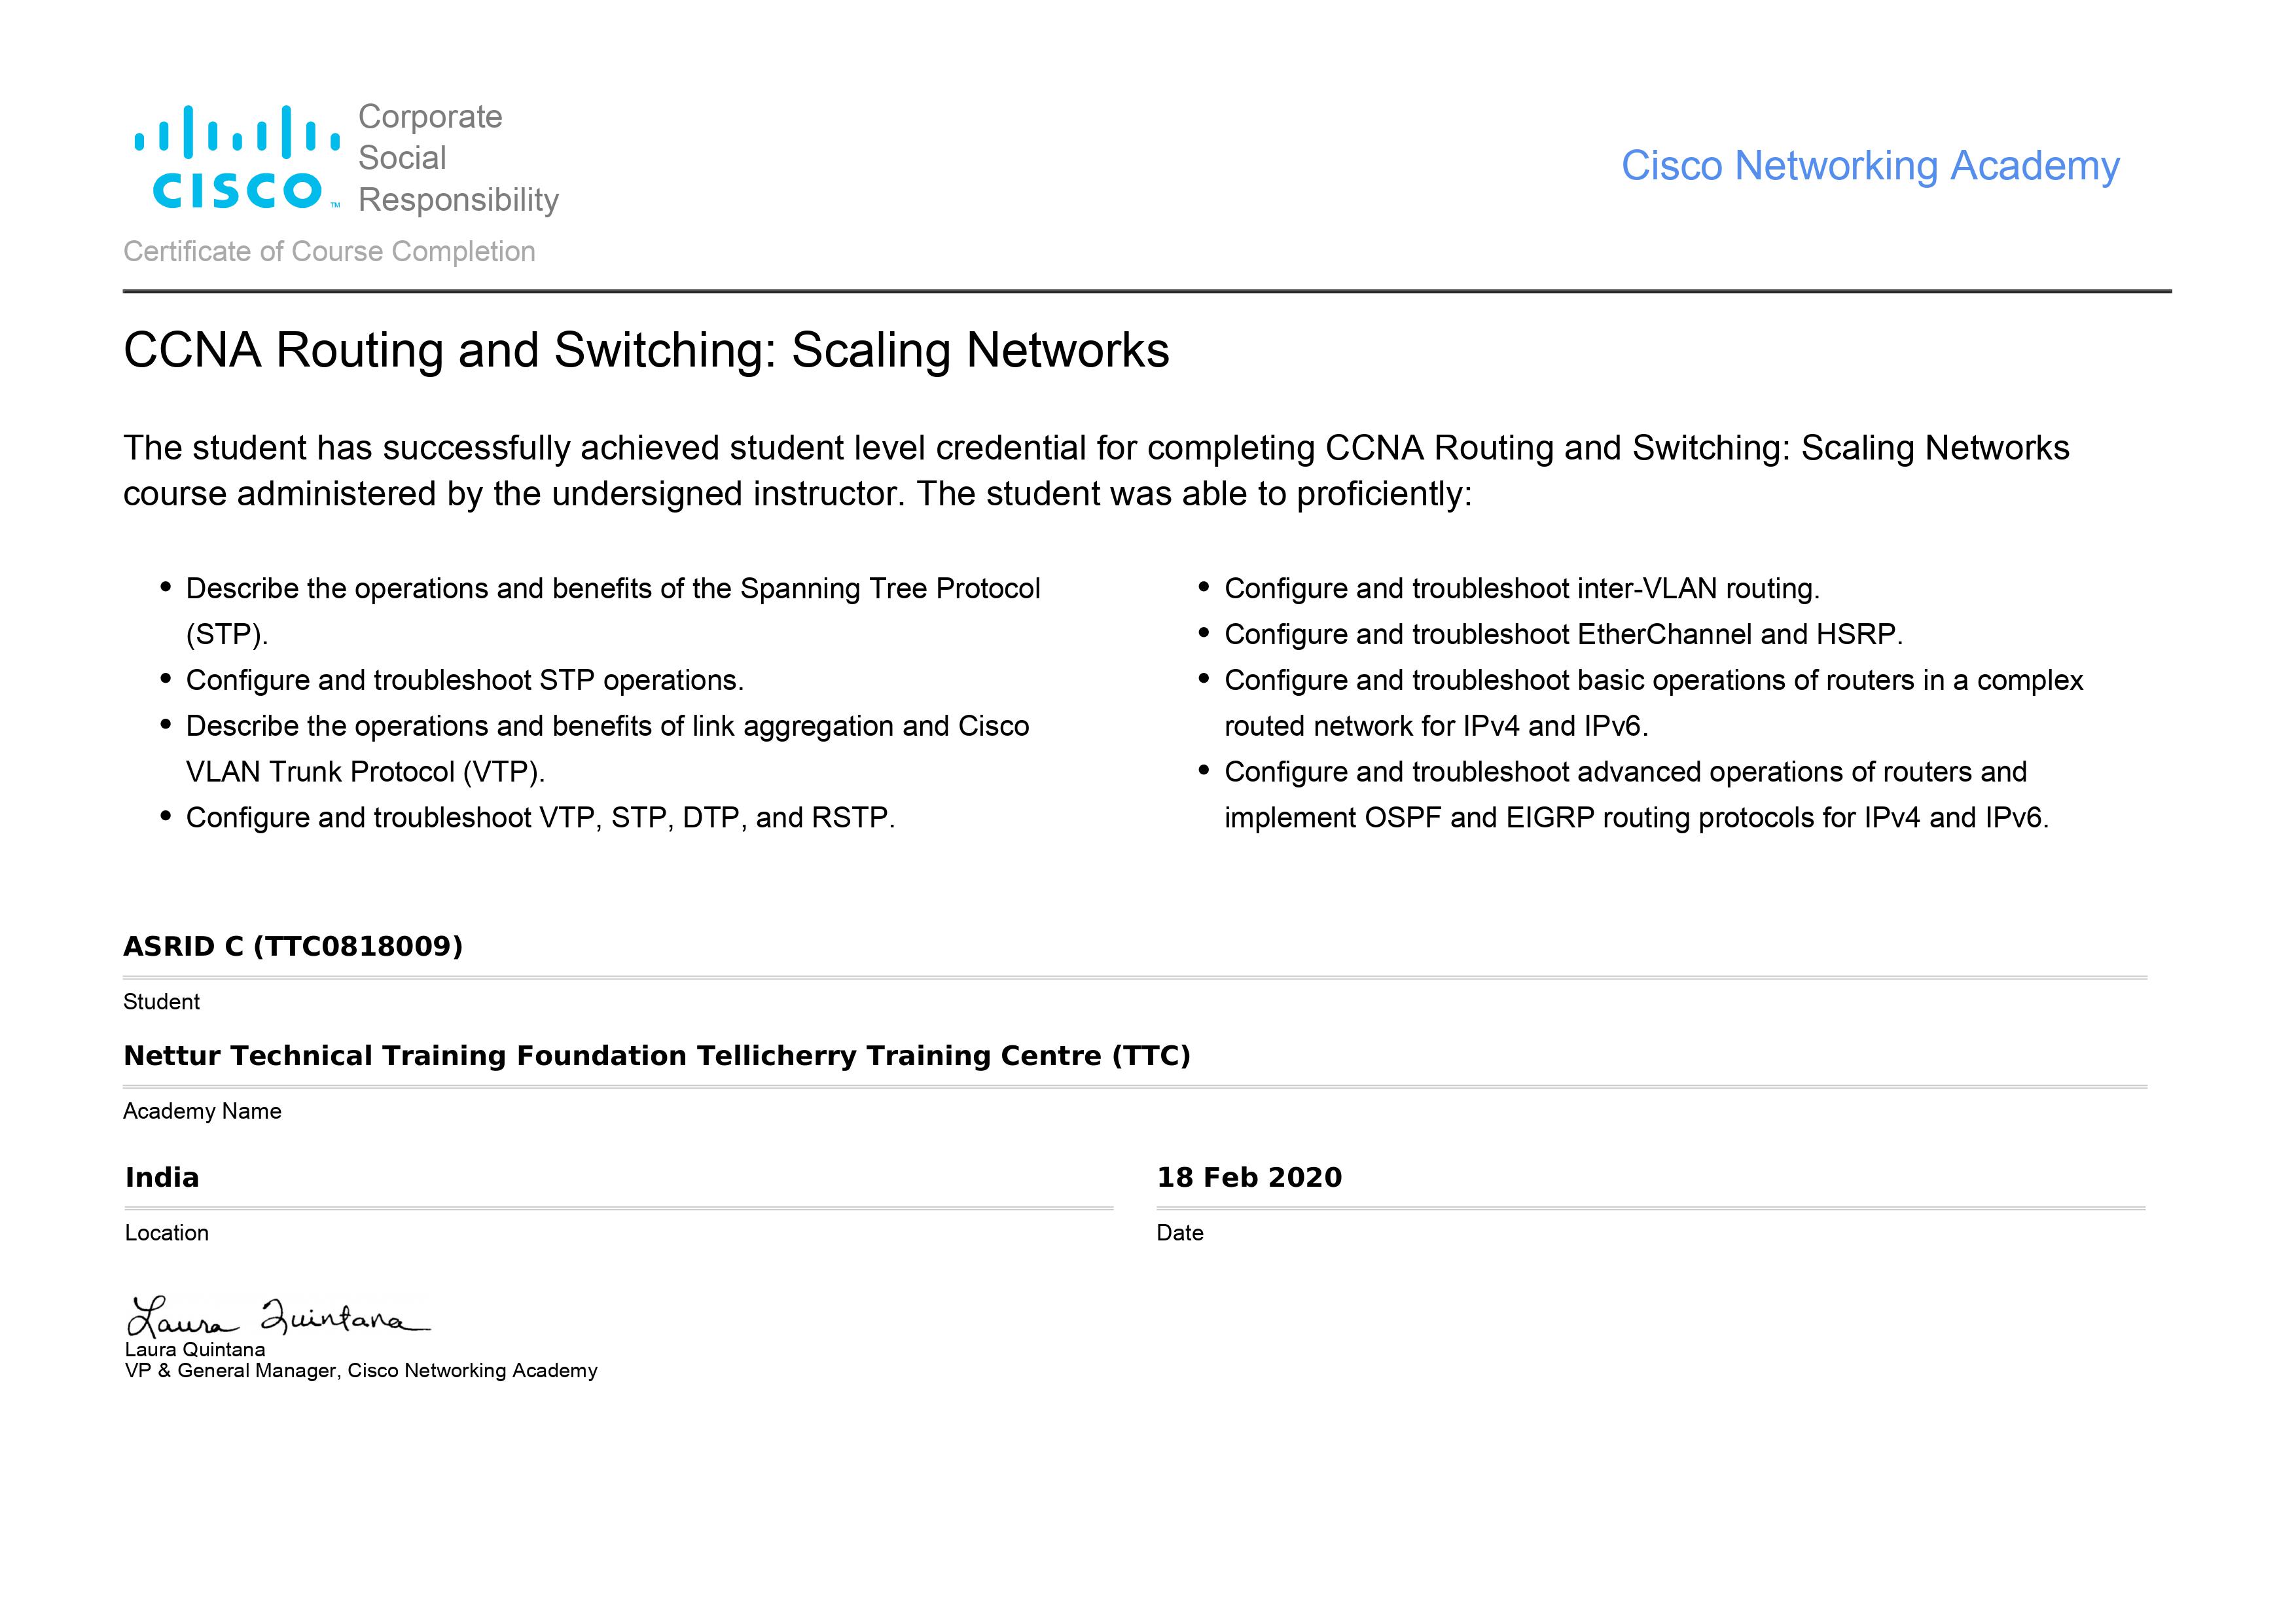 Corporate
Social
Responsibility
CISCO™
Cisco Networking Academy
Certificate of Course Completion
CCNA Routing and Switching: Scaling Networks
The student has successfully achieved student level credential for completing CCNA Routing and Switching: Scaling Networks
course administered by the undersigned instructor. The student was able to proficiently:
• Describe the operations and benefits of the Spanning Tree Protocol
(STP).
• Configure and troubleshoot STP operations.
• Describe the operations and benefits of link aggregation and Cisco
VLAN Trunk Protocol (VTP).
• Configure and troubleshoot VTP, STP, DTP, and RSTP.
• Configure and troubleshoot inter-VLAN routing.
• Configure and troubleshoot EtherChannel and HSRP.
• Configure and troubleshoot basic operations of routers in a complex
routed network for IPv4 and IPv6.
• Configure and troubleshoot advanced operations of routers and
implement OSPF and EIGRP routing protocols for IPv4 and IPv6.
ASRID C (TTC0818009)
Student
Nettur Technical Training Foundation Tellicherry Training Centre (TTC)
Academy Name
India
Location
18 Feb 2020
Date
Laura Quintana
Laura Quintana
VP & General Manager, Cisco Networking Academy